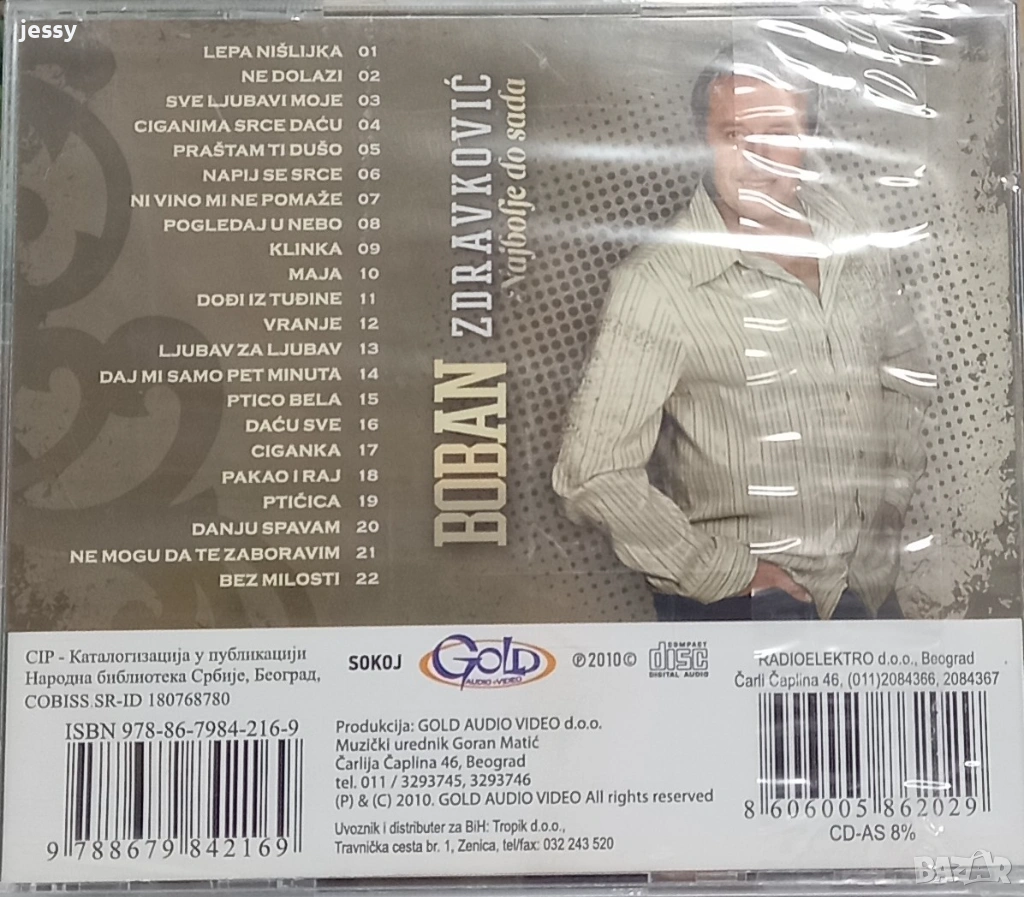 jessy
LEPA NIŠLIJKA 01
NE DOLAZI 02
SVE LJUBAVI MOJE 03
CIGANIMA SRCE DAĆU 04
PRAŠTAM TI DUŠO 05
NAPIJ SE SRCE 06
NI VINO MI NE POMAŽE 07
POGLEDAJ U NEBO 08
KLINKA 09
MAJA 10
DOĐI IZ TUĐINE 11
VRANJE 12
LJUBAV ZA LJUBAV 13
DAJ MI SAMO PET MINUTA 14
PTICO BELA 15
DAĆU SVE 16
CIGANKA 17
PAKAO I RAJ 18
PTIČICA 19
DANJU SPAVAM 20
NE MOGU DA TE ZABORAVIM 21
BEZ MILOSTI 22
BOBAN ZDRAVKOVIĆ
Najbolje do sada
CIP - Каталогизација у публикацији
Народна библиотека Србије, Београд,
COBISS SR-ID 180768780
ISBN 978-86-7984-216-9
9 788679 842169
SOKOJ
GOLD
AUDIO VIDEO
℗2010©
COMPACT
disc
DIGITAL AUDIO
Produkcija: GOLD AUDIO VIDEO d.o.o.
Muzički urednik Goran Matić
Čarlija Čaplina 46, Beograd
tel. 011 / 3293745, 3293746
(P) & (C) 2010. GOLD AUDIO VIDEO All rights reserved
Uvoznik i distributer za BiH: Tropik d.o.o.,
Travnička cesta br. 1, Zenica, tel/fax: 032 243 520
RADIOELEKTRO d.o.o., Beograd
Čarli Čaplina 46, (011)2084366, 2084367
8 606005 862029
CD-AS 8%
BAZAR